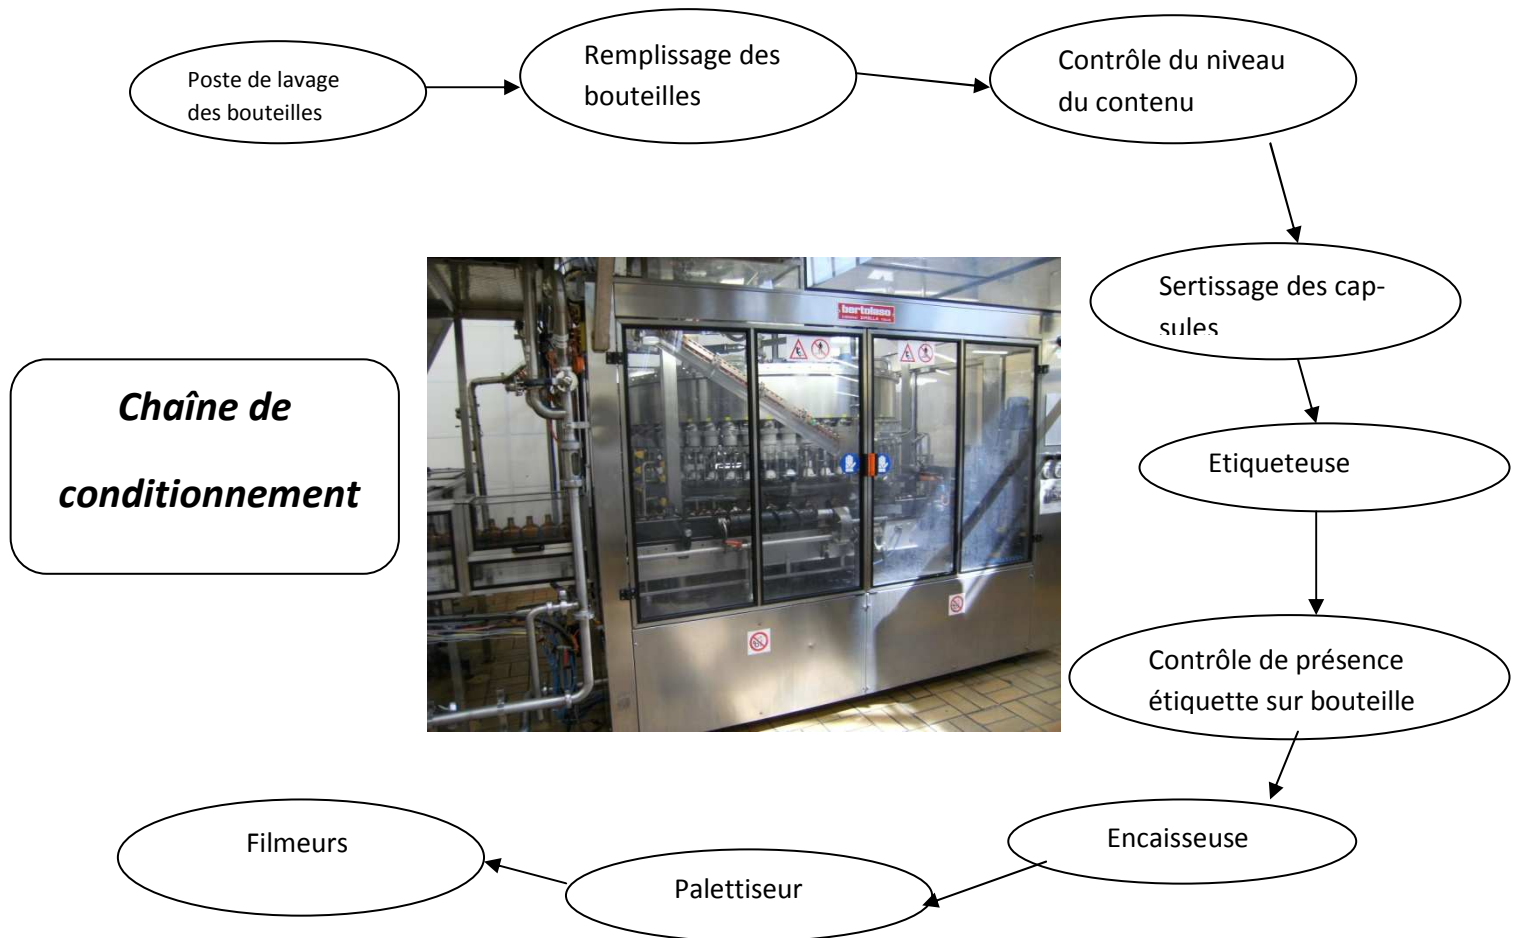 Poste de lavage
des bouteilles
Remplissage des
bouteilles
Contrôle du niveau
du contenu
Sertissage des cap-
sules
Chaîne de
conditionnement
bertolaso
Etiqueteuse
Contrôle de présence
étiquette sur bouteille
Encaisseuse
Palettiseur
Filmeurs